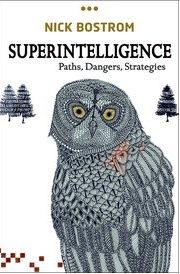 NICK BOSTROM
SUPERINTELLIGENCE
Paths, Dangers, Strategies